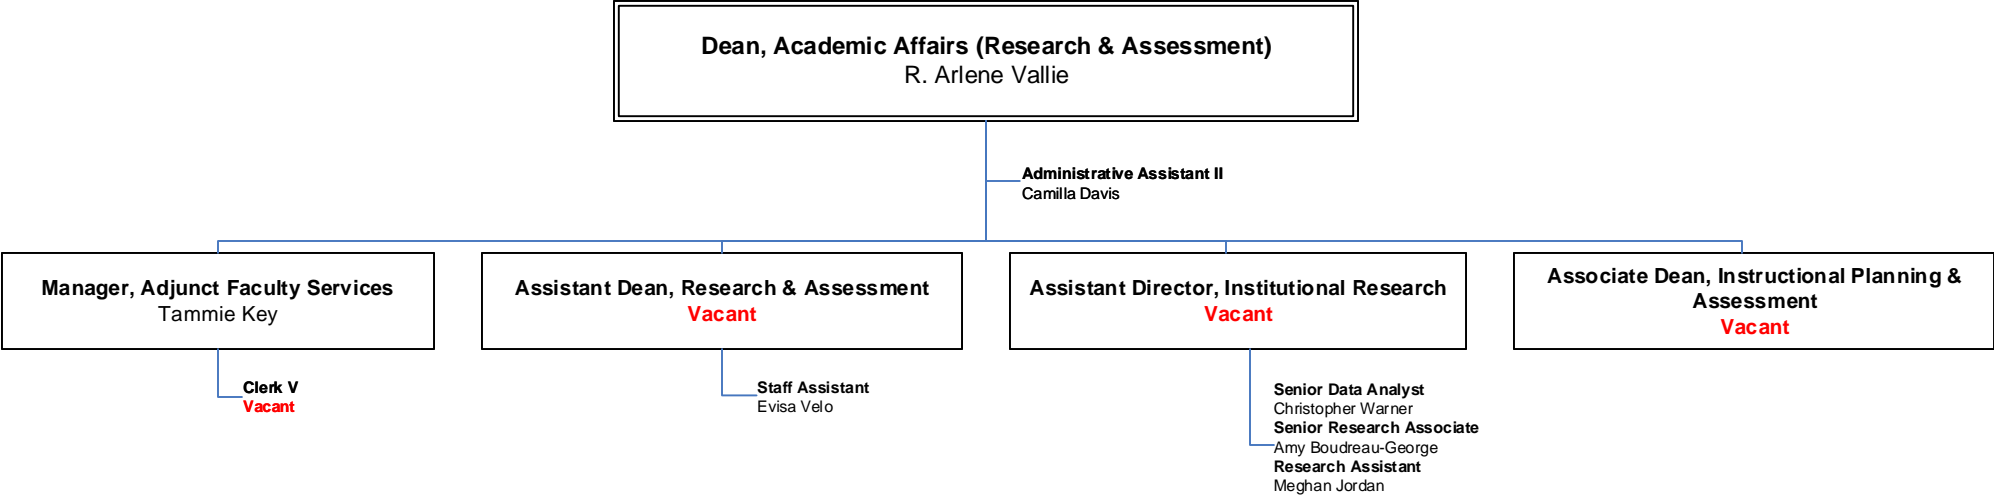 Dean, Academic Affairs (Research & Assessment)
R. Arlene Vallie
Administrative Assistant II
Camilla Davis
Manager, Adjunct Faculty Services
Tammie Key
Assistant Dean, Research & Assessment
Vacant
Assistant Director, Institutional Research
Vacant
Associate Dean, Instructional Planning &
Assessment
Vacant
Clerk V
Vacant
Staff Assistant
Evisa Velo
Senior Data Analyst
Christopher Warner
Senior Research Associate
Amy Boudreau-George
Research Assistant
Meghan Jordan